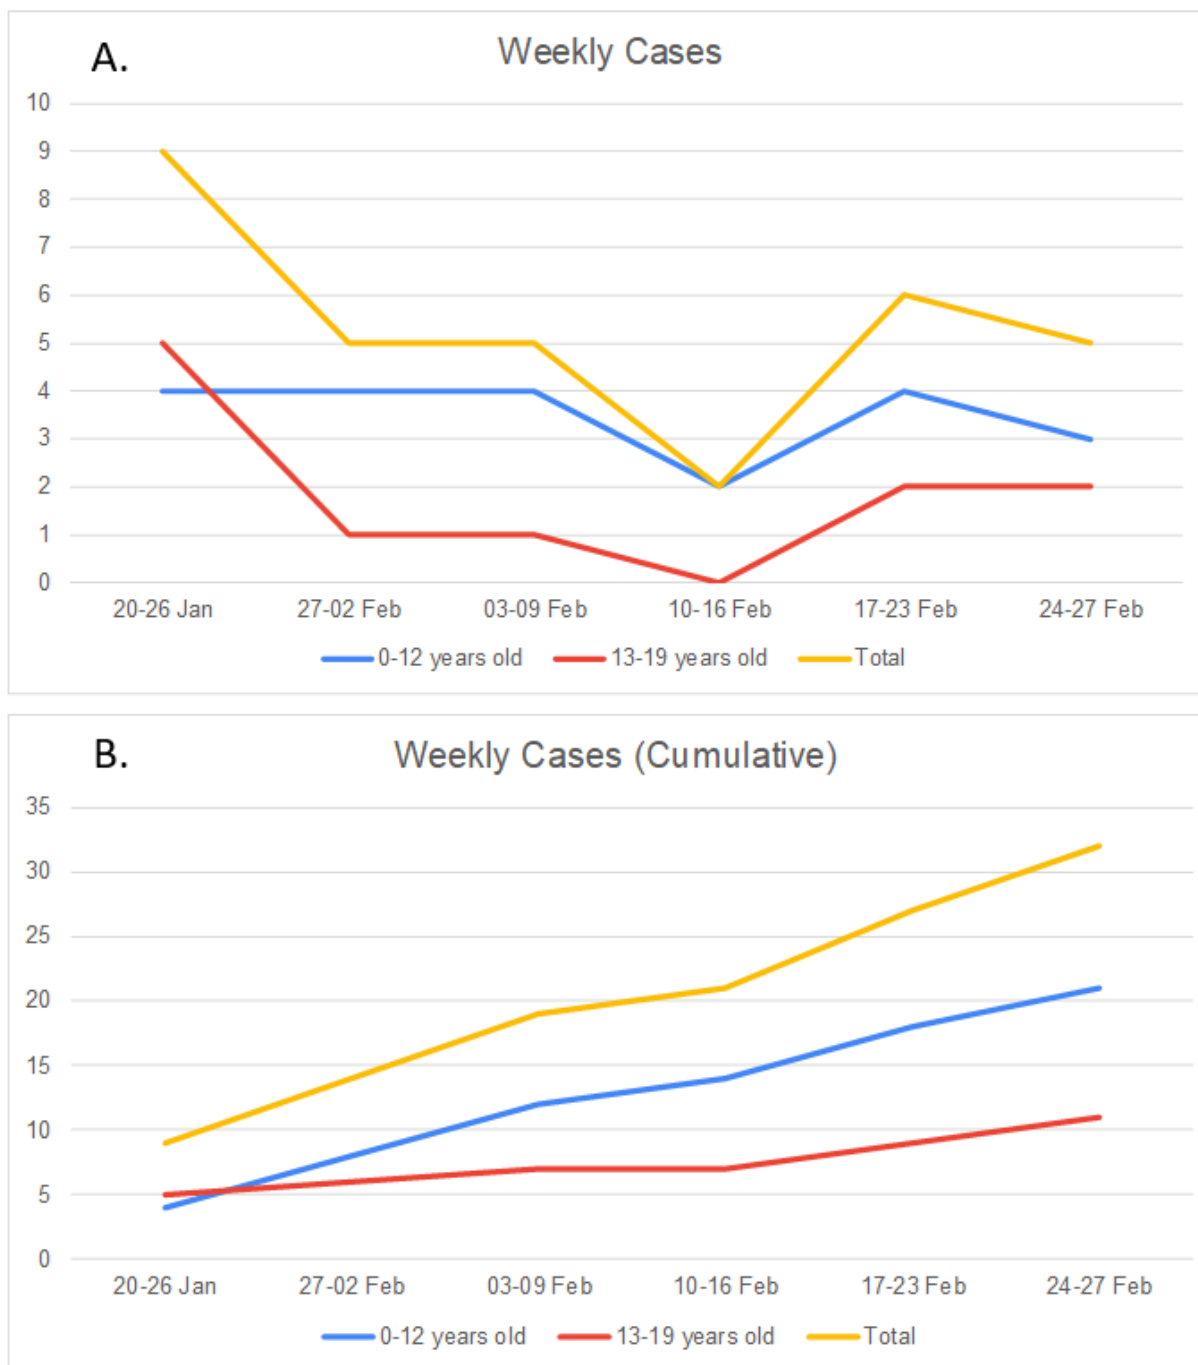 A.
Weekly Cases
10
9
8
7
6
5
4
3
2
1
0
20-26 Jan 27-02 Feb 03-09 Feb 10-16 Feb 17-23 Feb 24-27 Feb
0-12 years old 13-19 years old Total
B.
Weekly Cases (Cumulative)
35
30
25
20
15
10
5
0
20-26 Jan 27-02 Feb 03-09 Feb 10-16 Feb 17-23 Feb 24-27 Feb
0-12 years old 13-19 years old Total